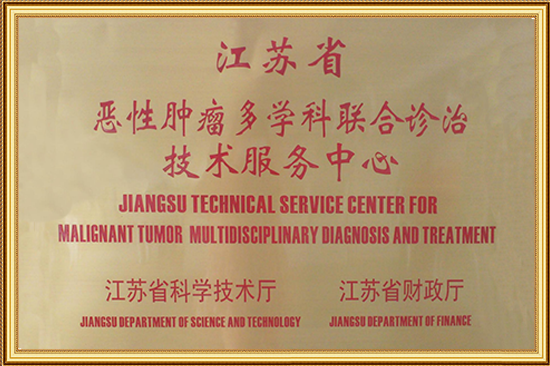 江苏省
恶性肿瘤多学科联合诊治
技术服务中心
JIANGSU TECHNICAL SERVICE CENTER FOR
MALIGNANT TUMOR MULTIDISCIPLINARY DIAGNOSIS AND TREATMENT
江苏省科学技术厅 江苏省财政厅
JIANGSU DEPARTMENT OF SCIENCE AND TECHNOLOGY JIANGSU DEPARTMENT OF FINANCE